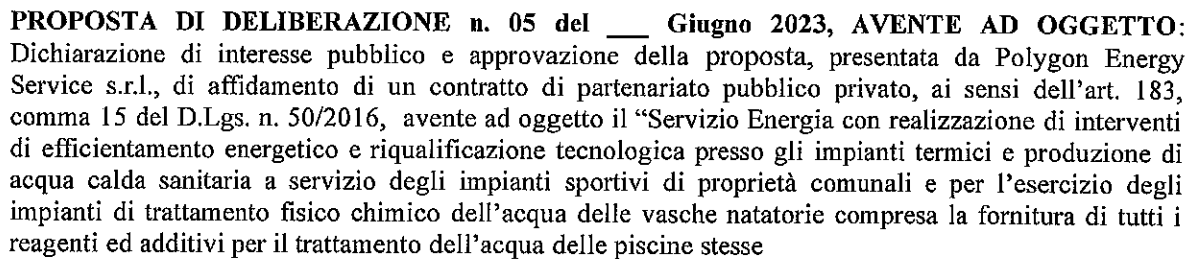 PROPOSTA DI DELIBERAZIONE n. 05 del ___ Giugno 2023, AVENTE AD OGGETTO:
Dichiarazione di interesse pubblico e approvazione della proposta, presentata da Polygon Energy
Service s.r.l., di affidamento di un contratto di partenariato pubblico privato, ai sensi dell'art. 183,
comma 15 del D.Lgs. n. 50/2016, avente ad oggetto il "Servizio Energia con realizzazione di interventi
di efficientamento energetico e riqualificazione tecnologica presso gli impianti termici e produzione di
acqua calda sanitaria a servizio degli impianti sportivi di proprietà comunali e per l'esercizio degli
impianti di trattamento fisico chimico dell'acqua delle vasche natatorie compresa la fornitura di tutti i
reagenti ed additivi per il trattamento dell'acqua delle piscine stesse